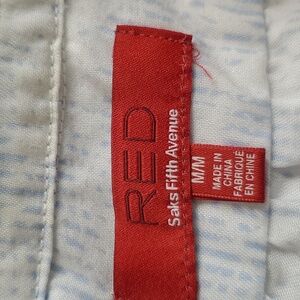 RED
Saks Fifth Avenue
M/M
MADE IN
CHINA
FABRIQUÉ
EN CHINE